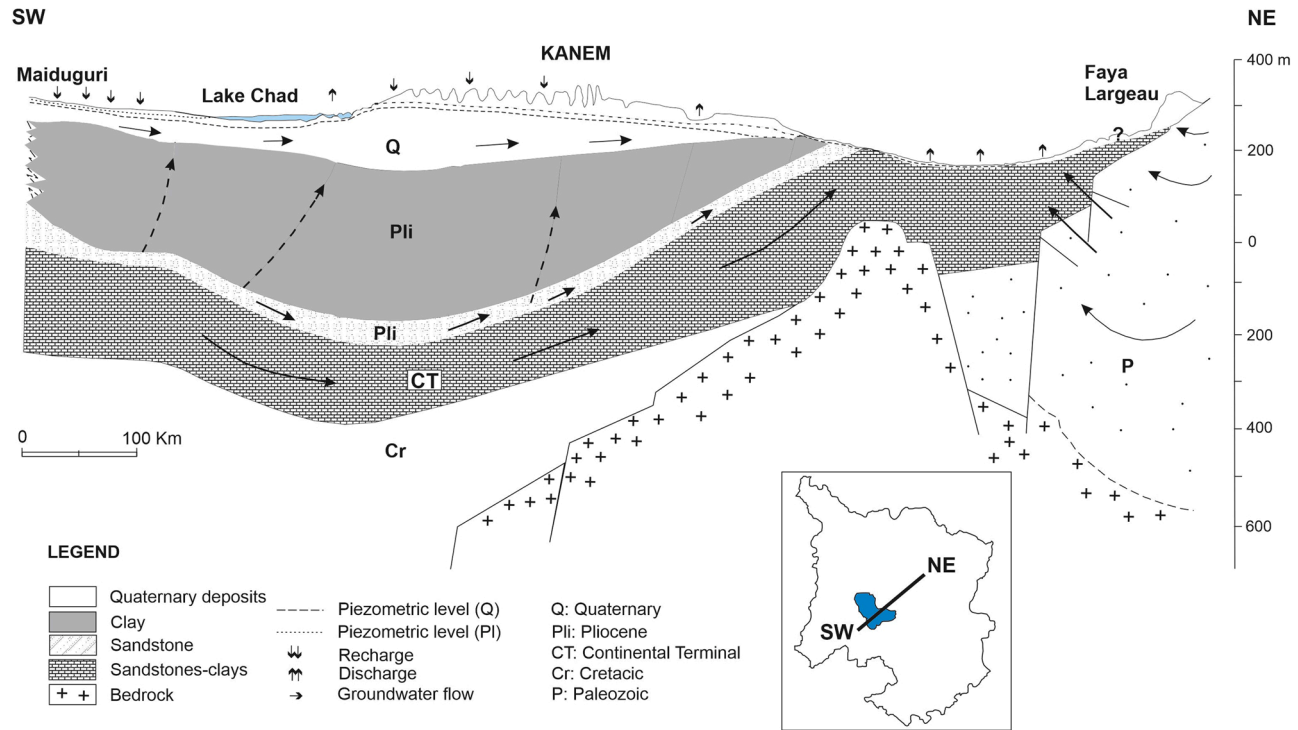 SW
NE
KANEM
400 m
Maiduguri
Faya
Largeau
Lake Chad
?
Q
200
Pli
0
Pli
200
P
CT
0
100 Km
Cr
400
600
LEGEND
Quaternary deposits
Clay
Sandstone
Sandstones-clays
Bedrock
Piezometric level (Q)
Piezometric level (Pl)
Recharge
Discharge
Groundwater flow
Q: Quaternary
Pli: Pliocene
CT: Continental Terminal
Cr: Cretacic
P: Paleozoic
NE
SW